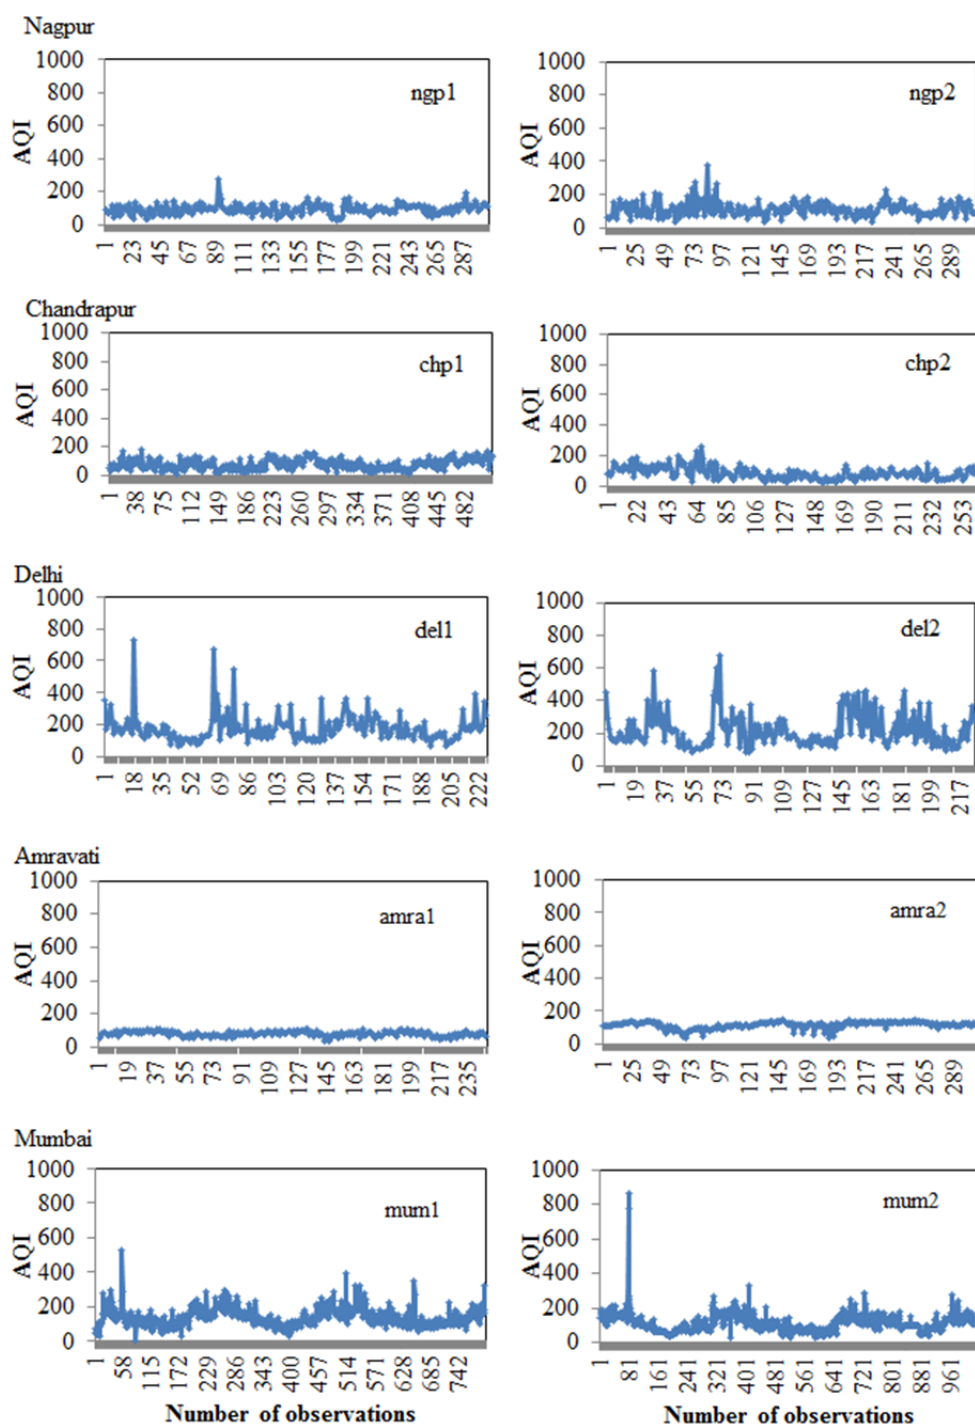 Nagpur
1000
800
600
400
200
0
AQI
ngp1
1 23 45 67 89 111 133 155 177 199 221 243 265 287
1000
800
600
400
200
0
AQI
ngp2
1 25 49 73 97 121 145 169 193 217 241 265 289
Chandrapur
1000
800
600
400
200
0
AQI
chp1
1 38 75 112 149 186 223 260 297 334 371 408 445 482
1000
800
600
400
200
0
AQI
chp2
1 22 43 64 85 106 127 148 169 190 211 232 253
Delhi
1000
800
600
400
200
0
AQI
del1
1 18 35 52 69 86 103 120 137 154 171 188 205 222
1000
800
600
400
200
0
AQI
del2
1 19 37 55 73 91 109 127 145 163 181 199 217
Amravati
1000
800
600
400
200
0
AQI
amra1
1 19 37 55 73 91 109 127 145 163 181 199 217 235
1000
800
600
400
200
0
AQI
amra2
1 25 49 73 97 121 145 169 193 217 241 265 289
Mumbai
1000
800
600
400
200
0
AQI
mum1
1 58 115 172 229 286 343 400 457 514 571 628 685 742
Number of observations
1000
800
600
400
200
0
AQI
mum2
1 81 161 241 321 401 481 561 641 721 801 881 961
Number of observations